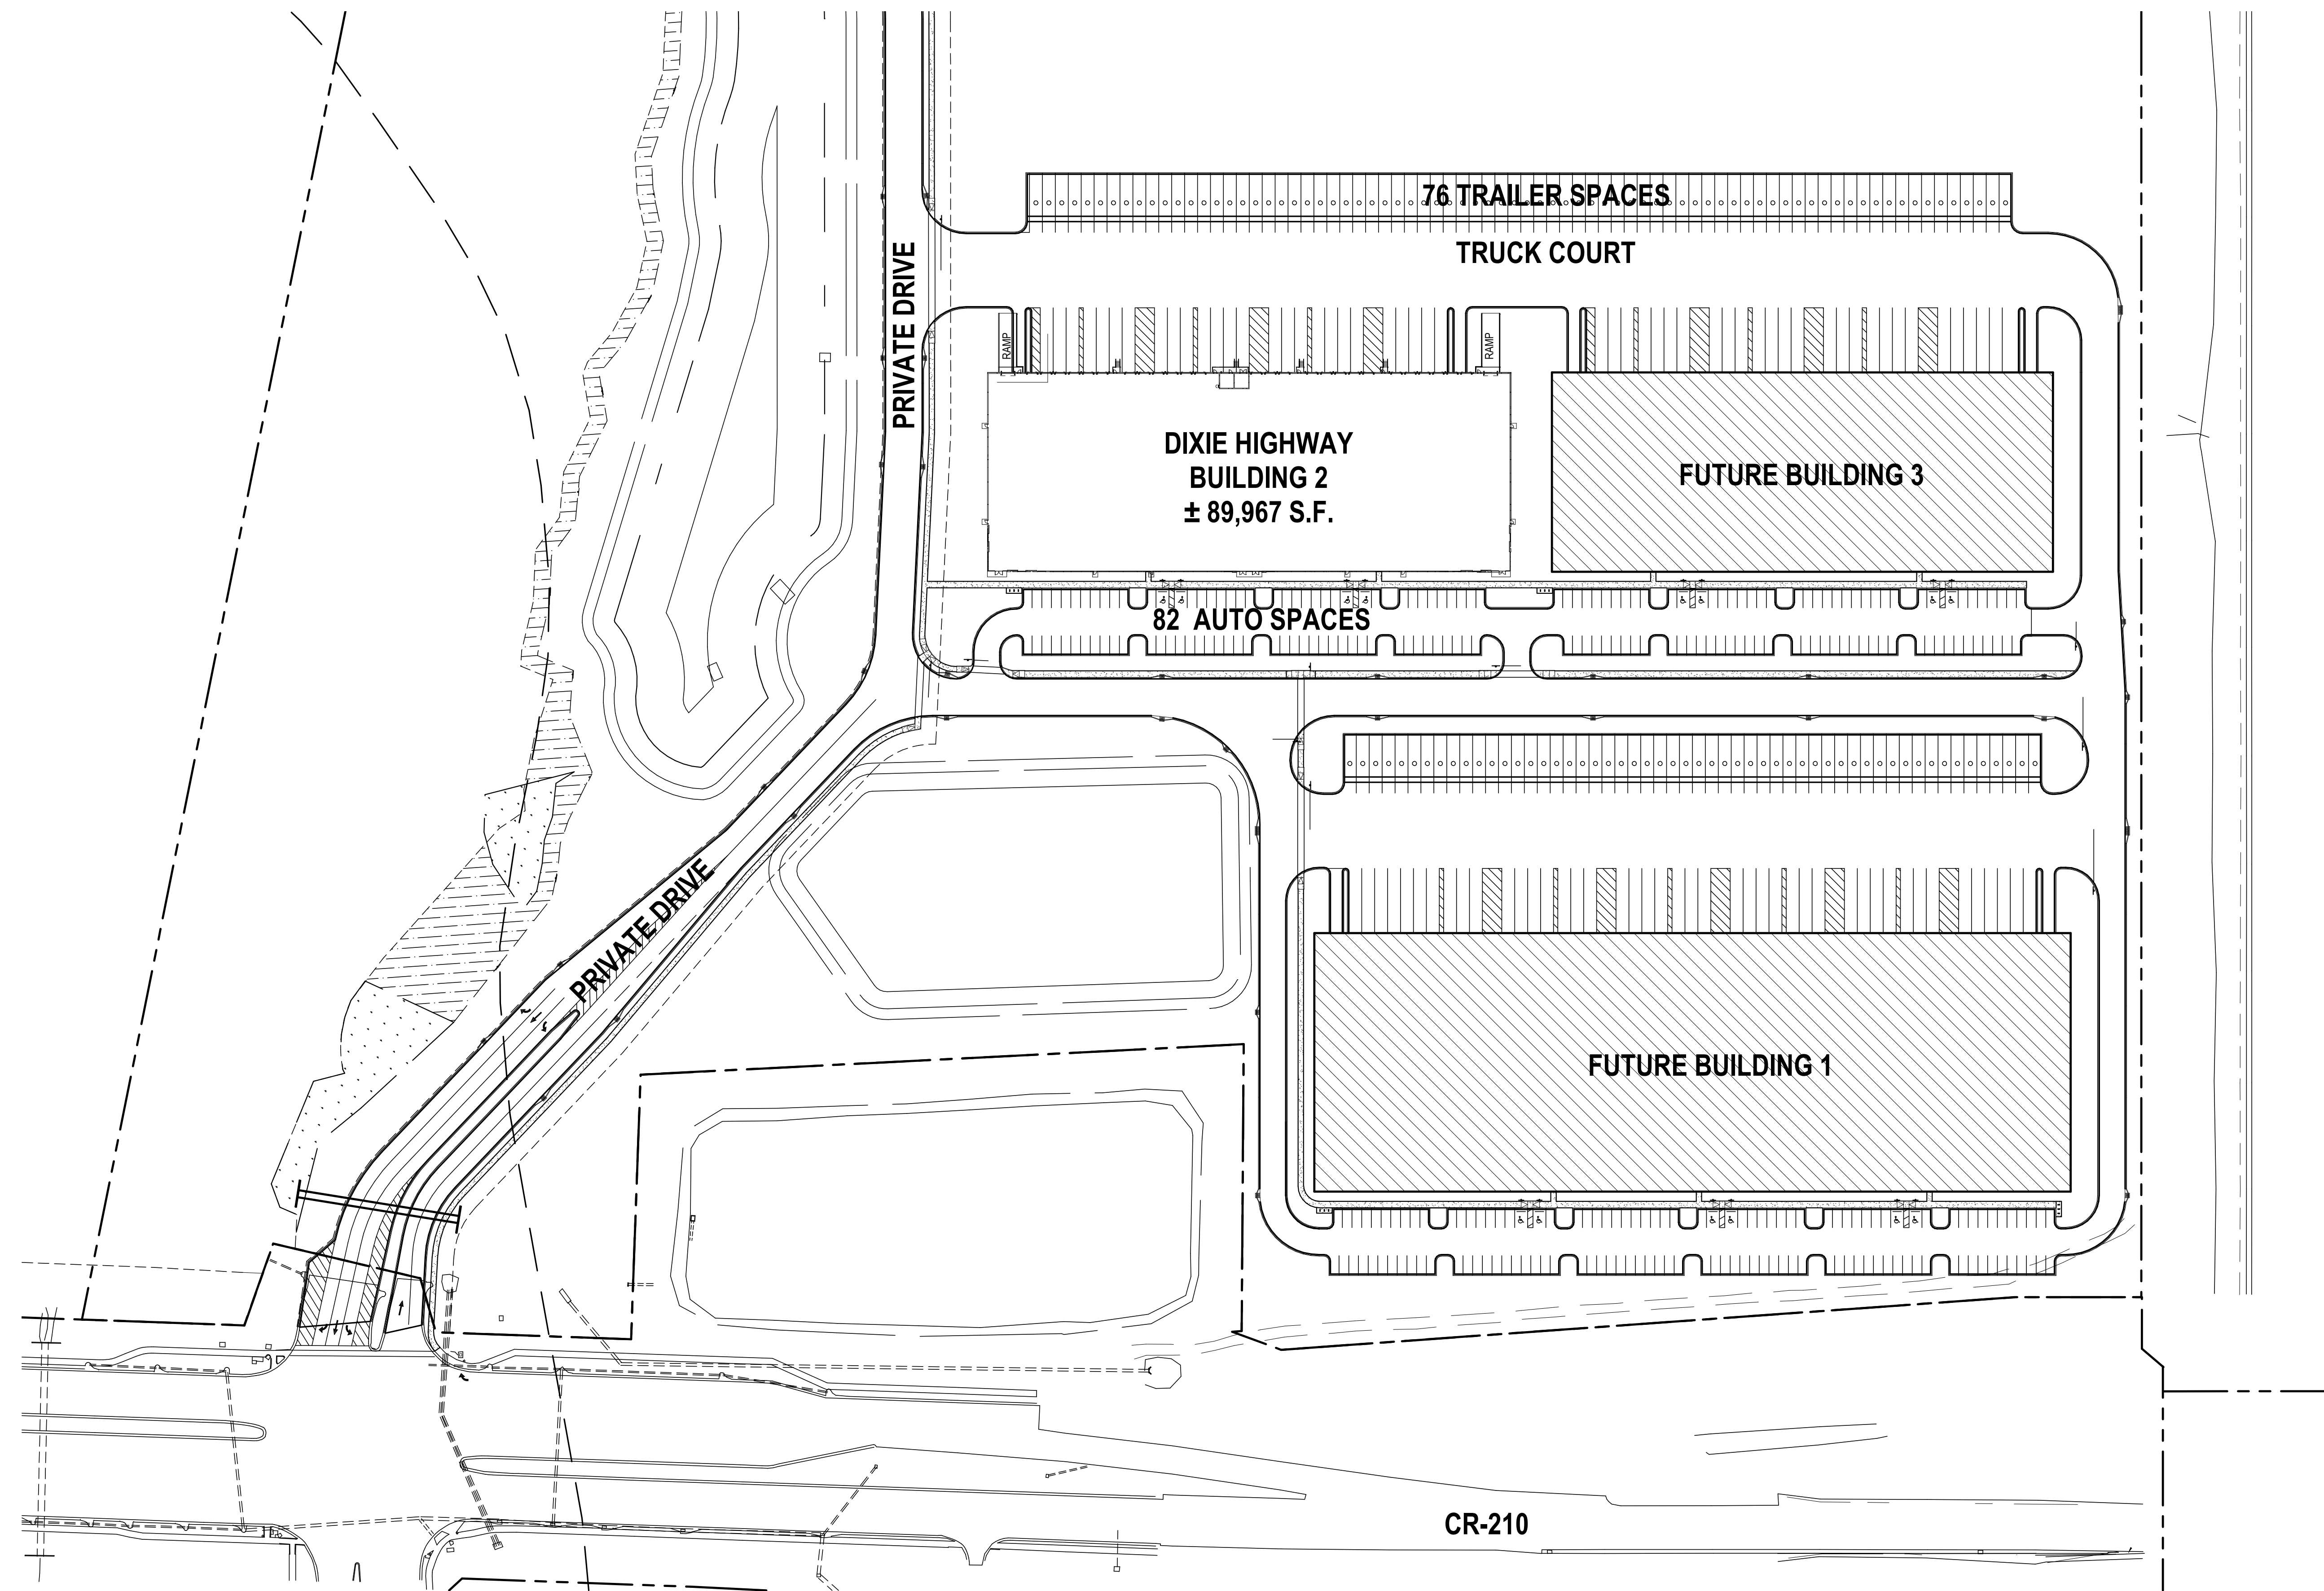 76 TRAILER SPACES
TRUCK COURT
PRIVATE DRIVE
RAMP
RAMP
DIXIE HIGHWAY
BUILDING 2
± 89,967 S.F.
FUTURE BUILDING 3
82 AUTO SPACES
PRIVATE DRIVE
FUTURE BUILDING 1
CR-210